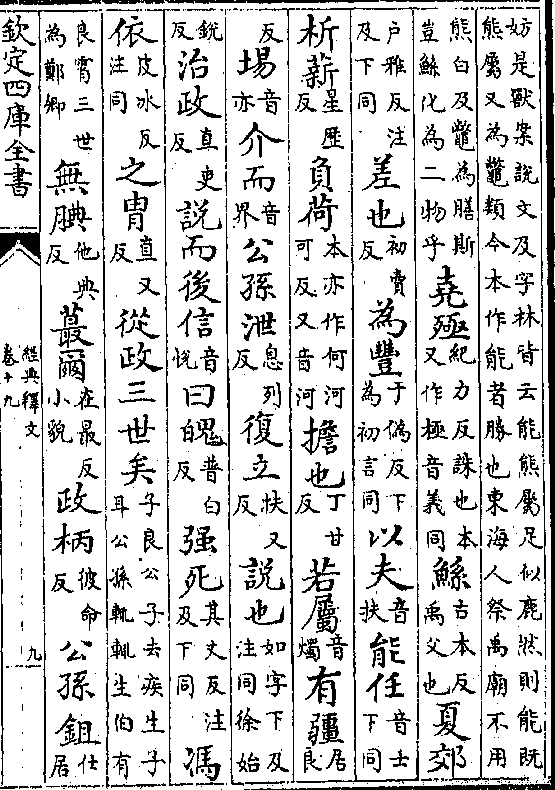 妨是獸案說文及字林皆云能熊屬足似鹿然則能既熊屬又為鼈類今本作能者勝也東海人祭禹廟不用
熊白及鼈為膳斯豈鯀化為二物乎堯殛紀力反誅也本又作極音義同鯀古本反禹父也夏郊
户雅反注及下同差也初賣反為豐于偽反下為初言同以夫音扶能任音士下同
析薪星歷反負荷本亦作何河可反又音河擔也丁甘反若屬音燭有疆居良
反埸音亦介而音界公孫泄息列反復立扶又反說也如字下及注同徐始
銳反治政直吏反說而後信音悅曰魄普白反强死其丈反注及下同馮
依皮冰反注同之胄直又反從政三世矣子良公子去疾生子耳公孫輒輒生伯有
良霄三世為鄭卿無腆他典反蕞爾在最反小貌政柄彼命反公孫鉏仕居
欽定四庫全書
經典釋文
卷十九
九